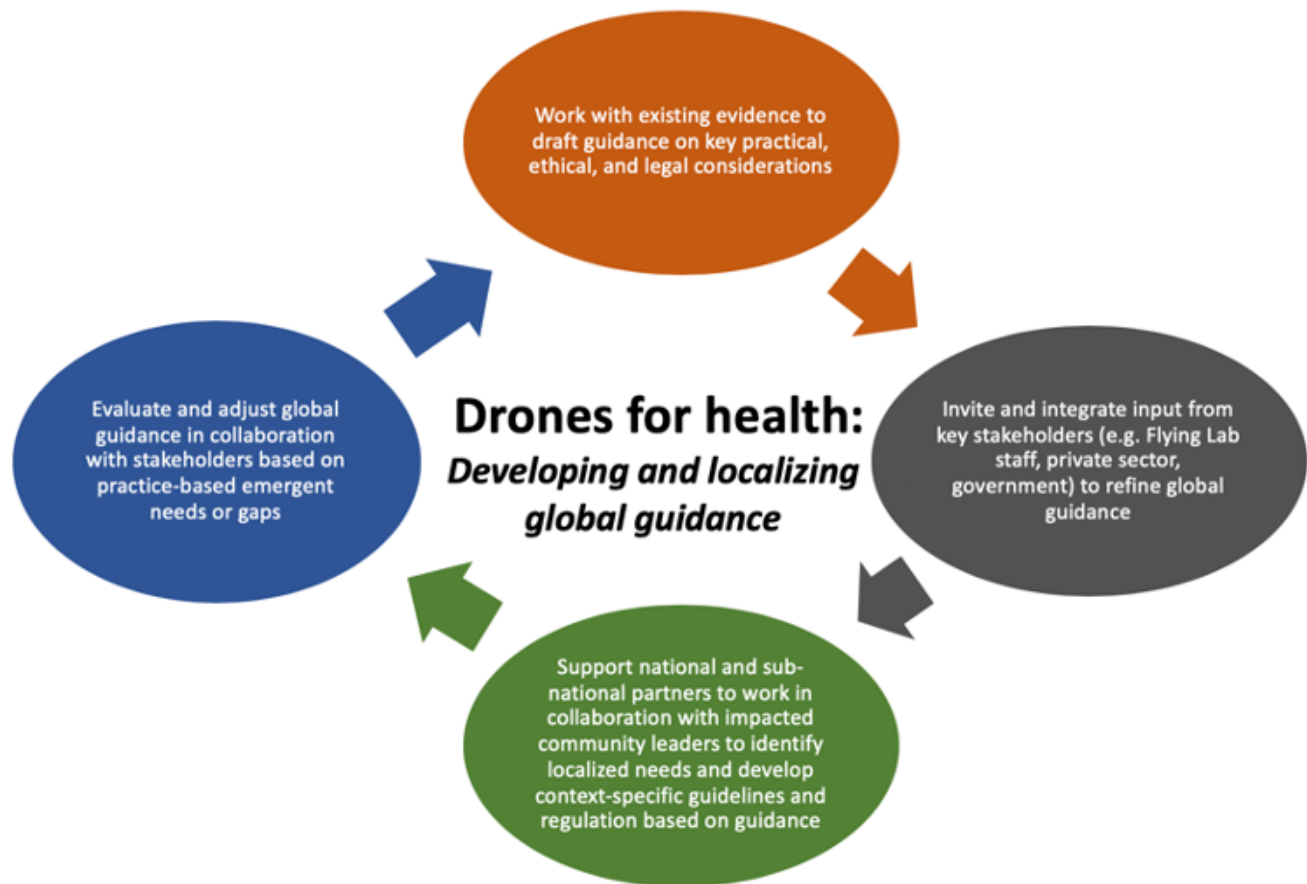 Work with existing evidence to
draft guidance on key practical,
ethical, and legal considerations
Evaluate and adjust global
guidance in collaboration
with stakeholders based on
practice-based emergent
needs or gaps
Drones for health:
Developing and localizing
global guidance
Invite and integrate input from
key stakeholders (e.g. Flying Lab
staff, private sector,
government) to refine global
guidance
Support national and sub-
national partners to work in
collaboration with impacted
community leaders to identify
localized needs and develop
context-specific guidelines and
regulation based on guidance